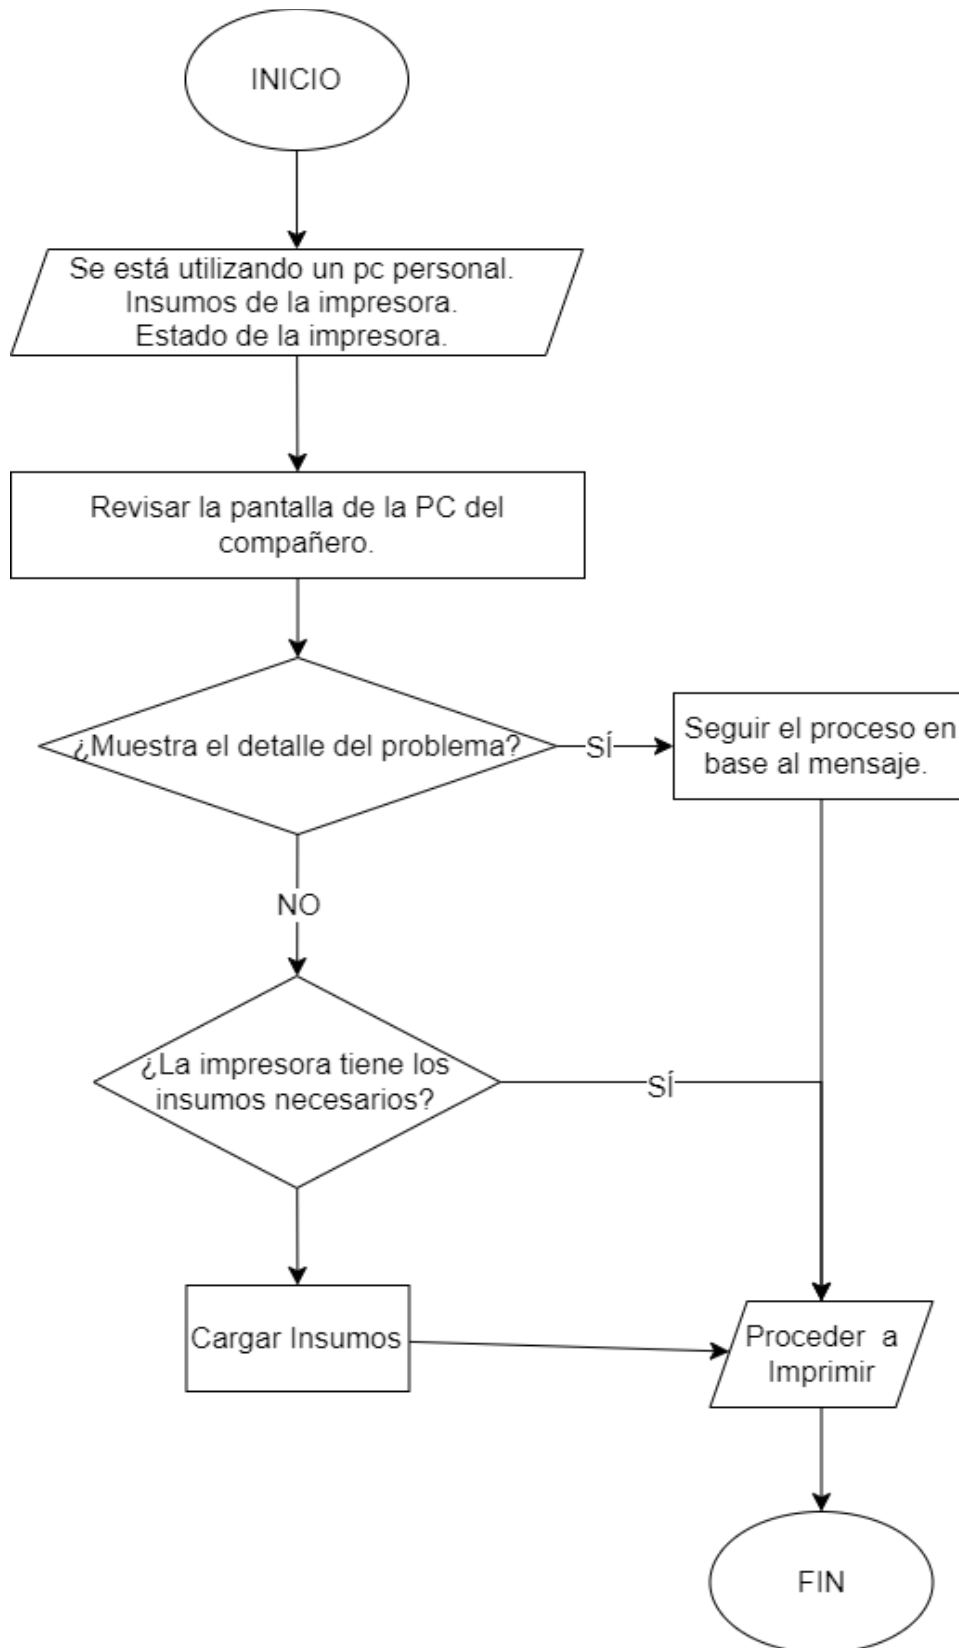 INICIO
Se está utilizando un pc personal.
Insumos de la impresora.
Estado de la impresora.
Revisar la pantalla de la PC del
compañero.
¿Muestra el detalle del problema?
SÍ
Seguir el proceso en
base al mensaje.
NO
¿La impresora tiene los
insumos necesarios?
SÍ
Cargar Insumos
Proceder a
Imprimir
FIN